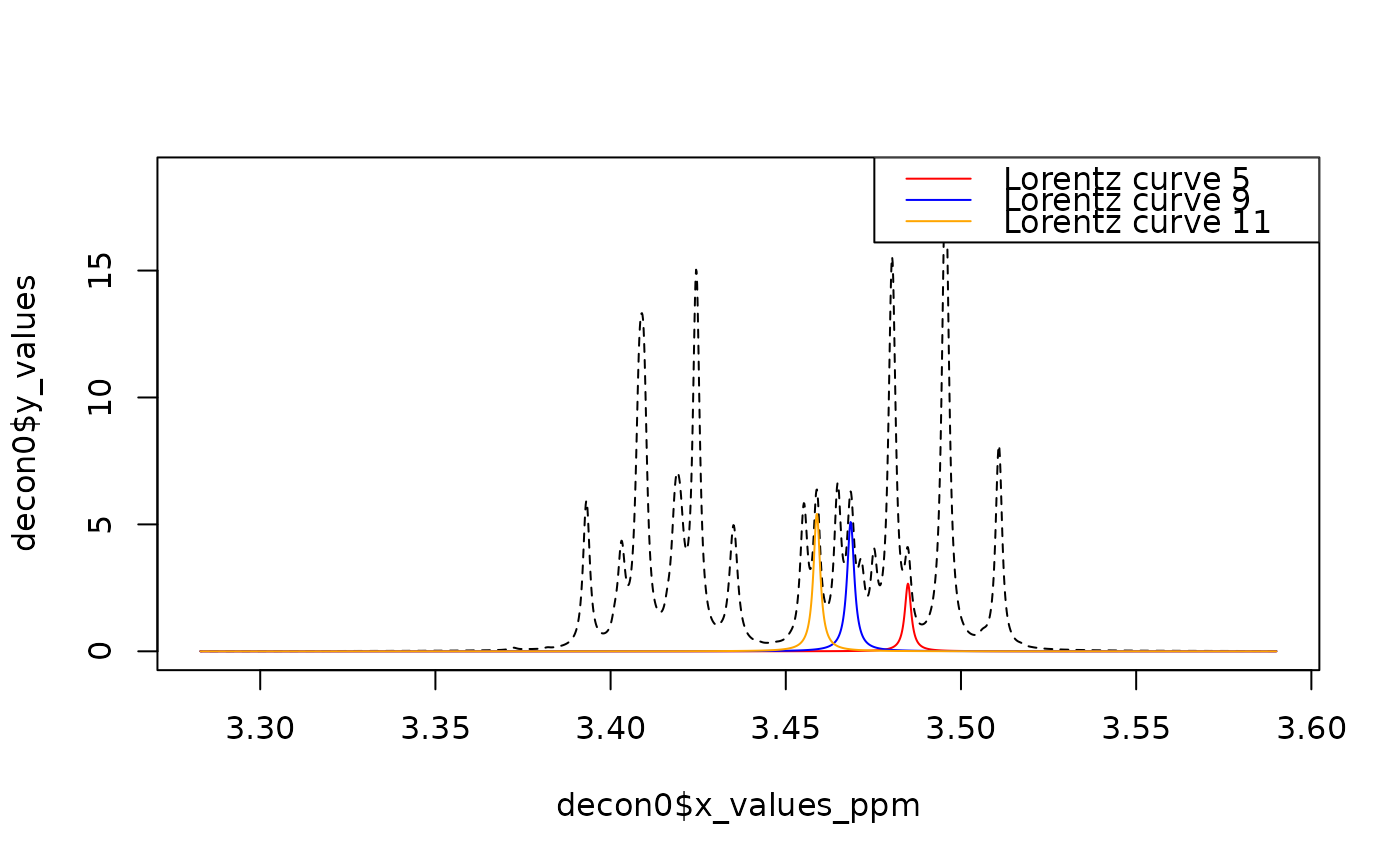 Lorentz curve 5
Lorentz curve 9
Lorentz curve 11
decon0$y_values
15
10
5
0
3.30 3.35 3.40 3.45 3.50 3.55 3.60
decon0$x_values_ppm